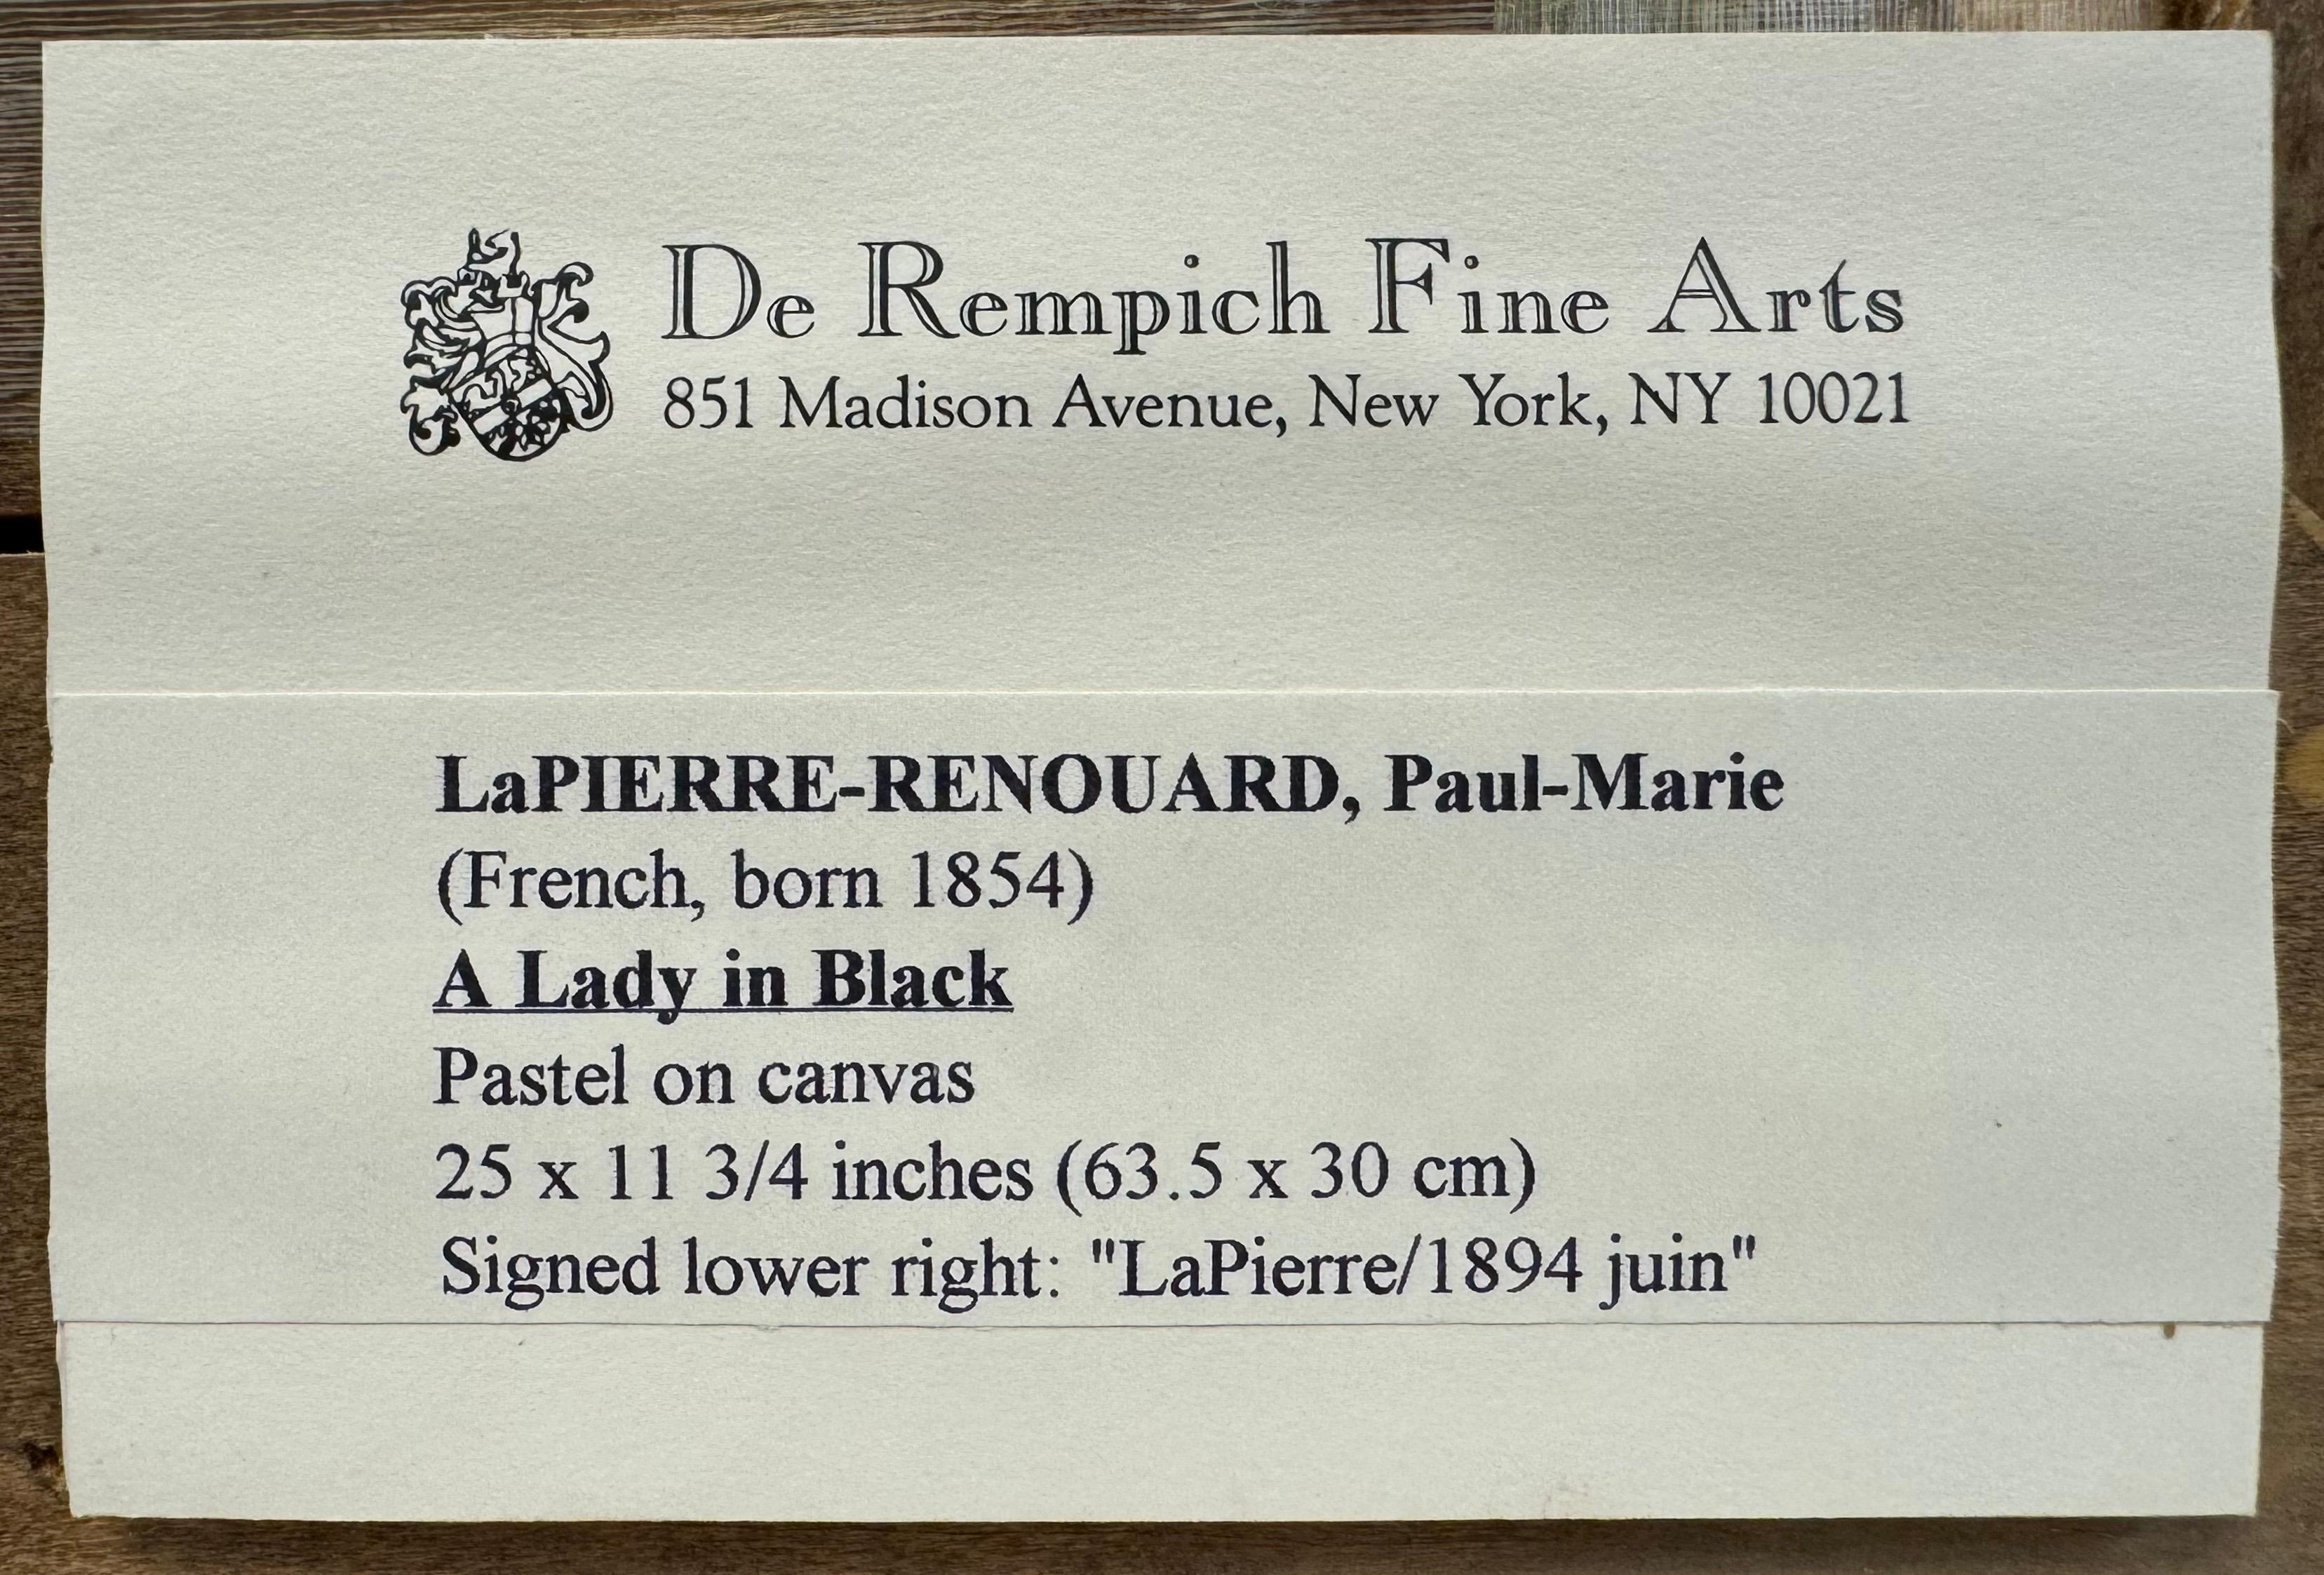 De Rempich Fine Arts
851 Madison Avenue, New York, NY 10021
LaPIERRE-RENOUARD, Paul-Marie
(French, born 1854)
A Lady in Black
Pastel on canvas
25 x 11 3/4 inches (63.5 x 30 cm)
Signed lower right: "LaPierre/1894 juin"